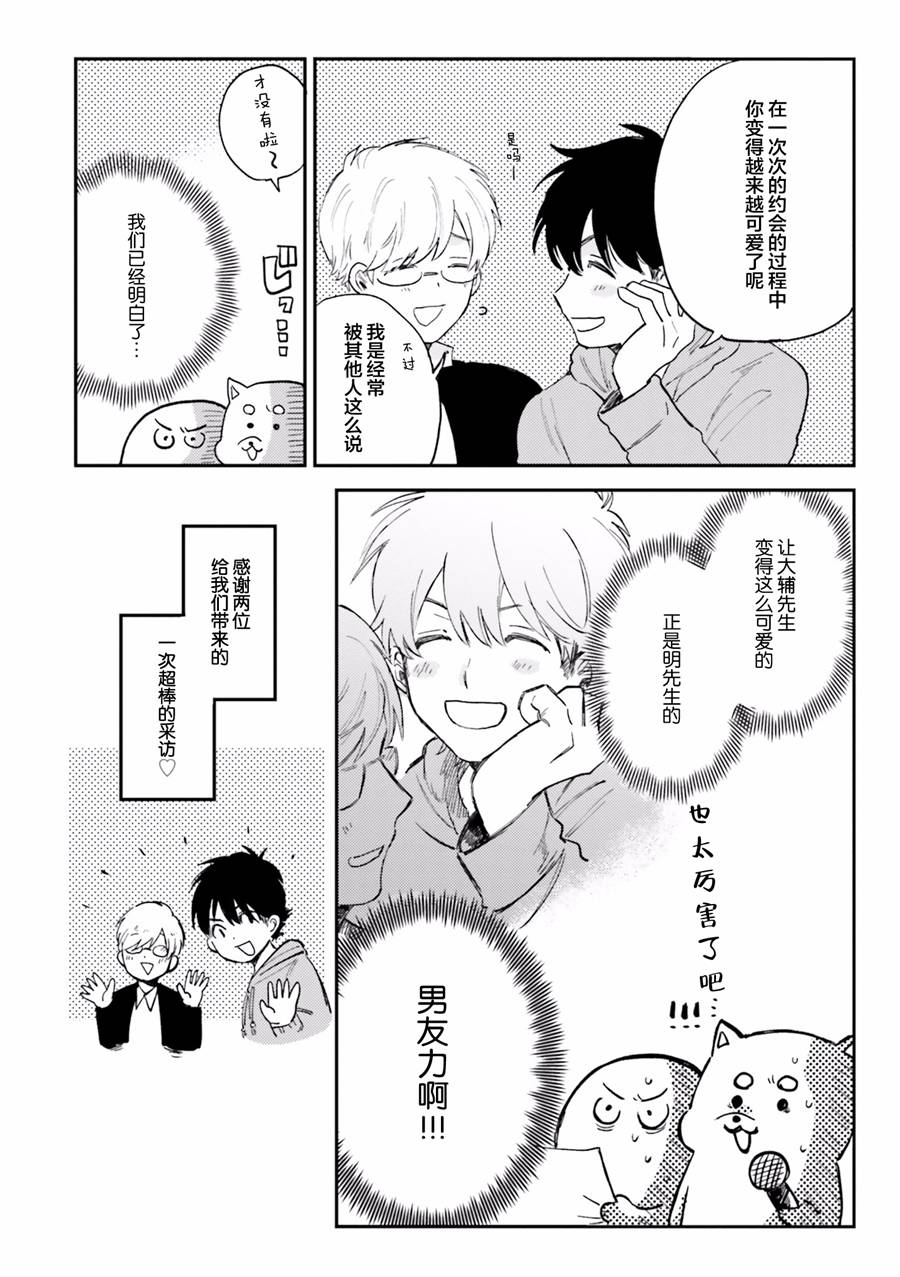 在一次次的约会的过程中
你变得越来越可爱了呢
是吗—
不过
我是经常
被其他人这么说
才没有啦~
我们已经明白了…
ビクッ……
让大辅先生
变得这么可爱的
正是明先生的
也太厉害了吧…!!!
男友力啊!!!
感谢两位
给我们带来的
一次超棒的采访♡